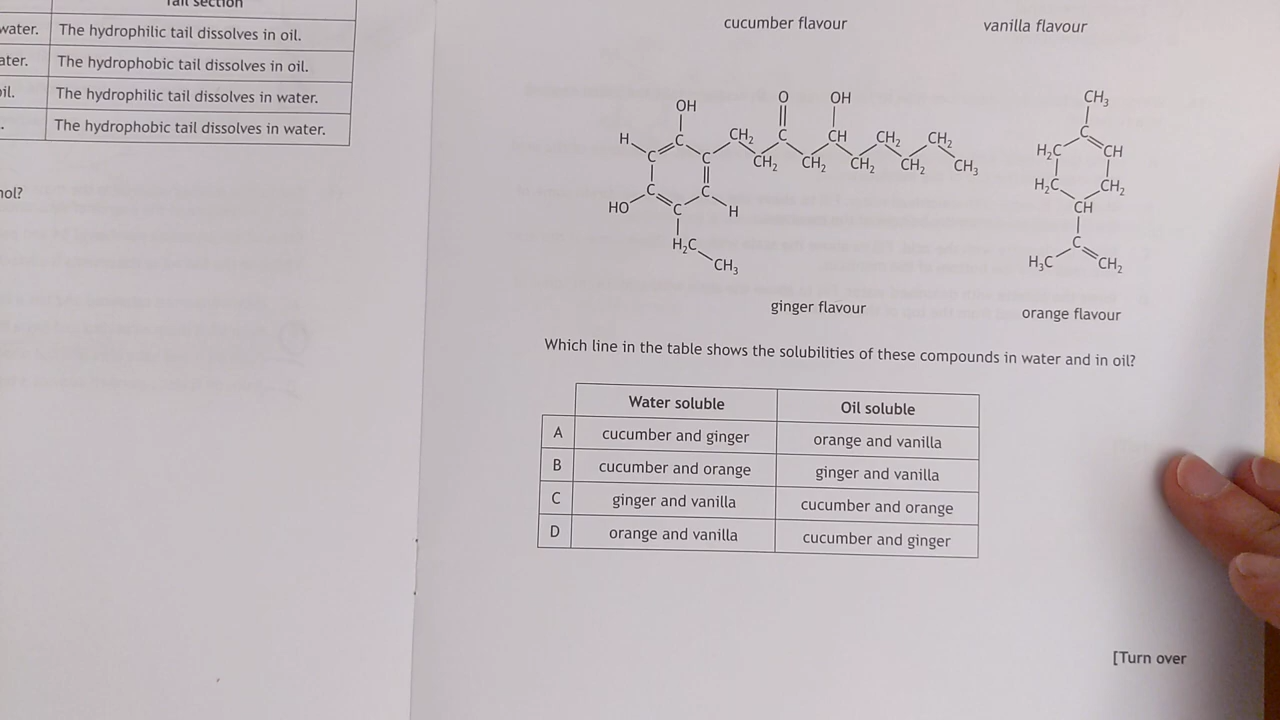 Tail section
water. The hydrophilic tail dissolves in oil.
ater. The hydrophobic tail dissolves in oil.
oil. The hydrophilic tail dissolves in water.
. The hydrophobic tail dissolves in water.
nol?
cucumber flavour vanilla flavour
OH O OH
H C CH₂ C CH CH₂ CH₂
C C CH₂ CH₂ CH₂ CH₂ CH₃
C C
HO C H
H₂C
CH₃
ginger flavour
CH₃
C
H₂C CH
H₂C CH₂
CH
C
H₃C CH₂
orange flavour
Which line in the table shows the solubilities of these compounds in water and in oil?
Water soluble Oil soluble
A cucumber and ginger orange and vanilla
B cucumber and orange ginger and vanilla
C ginger and vanilla cucumber and orange
D orange and vanilla cucumber and ginger
[Turn over